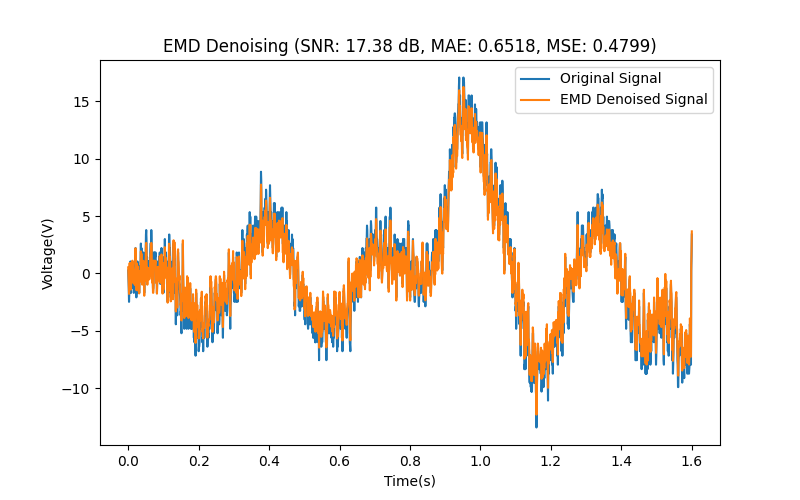 EMD Denoising (SNR: 17.38 dB, MAE: 0.6518, MSE: 0.4799)
Original Signal
EMD Denoised Signal
Voltage(V)
15
10
5
0
−5
−10
0.0 0.2 0.4 0.6 0.8 1.0 1.2 1.4 1.6
Time(s)